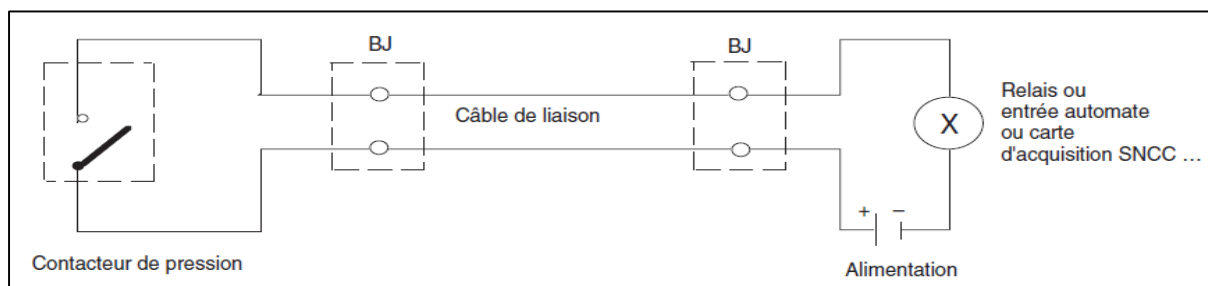 BJ
BJ
Câble de liaison
X
Relais ou
entrée automate
ou carte
d'acquisition SNCC ...
+ −
Contacteur de pression
Alimentation